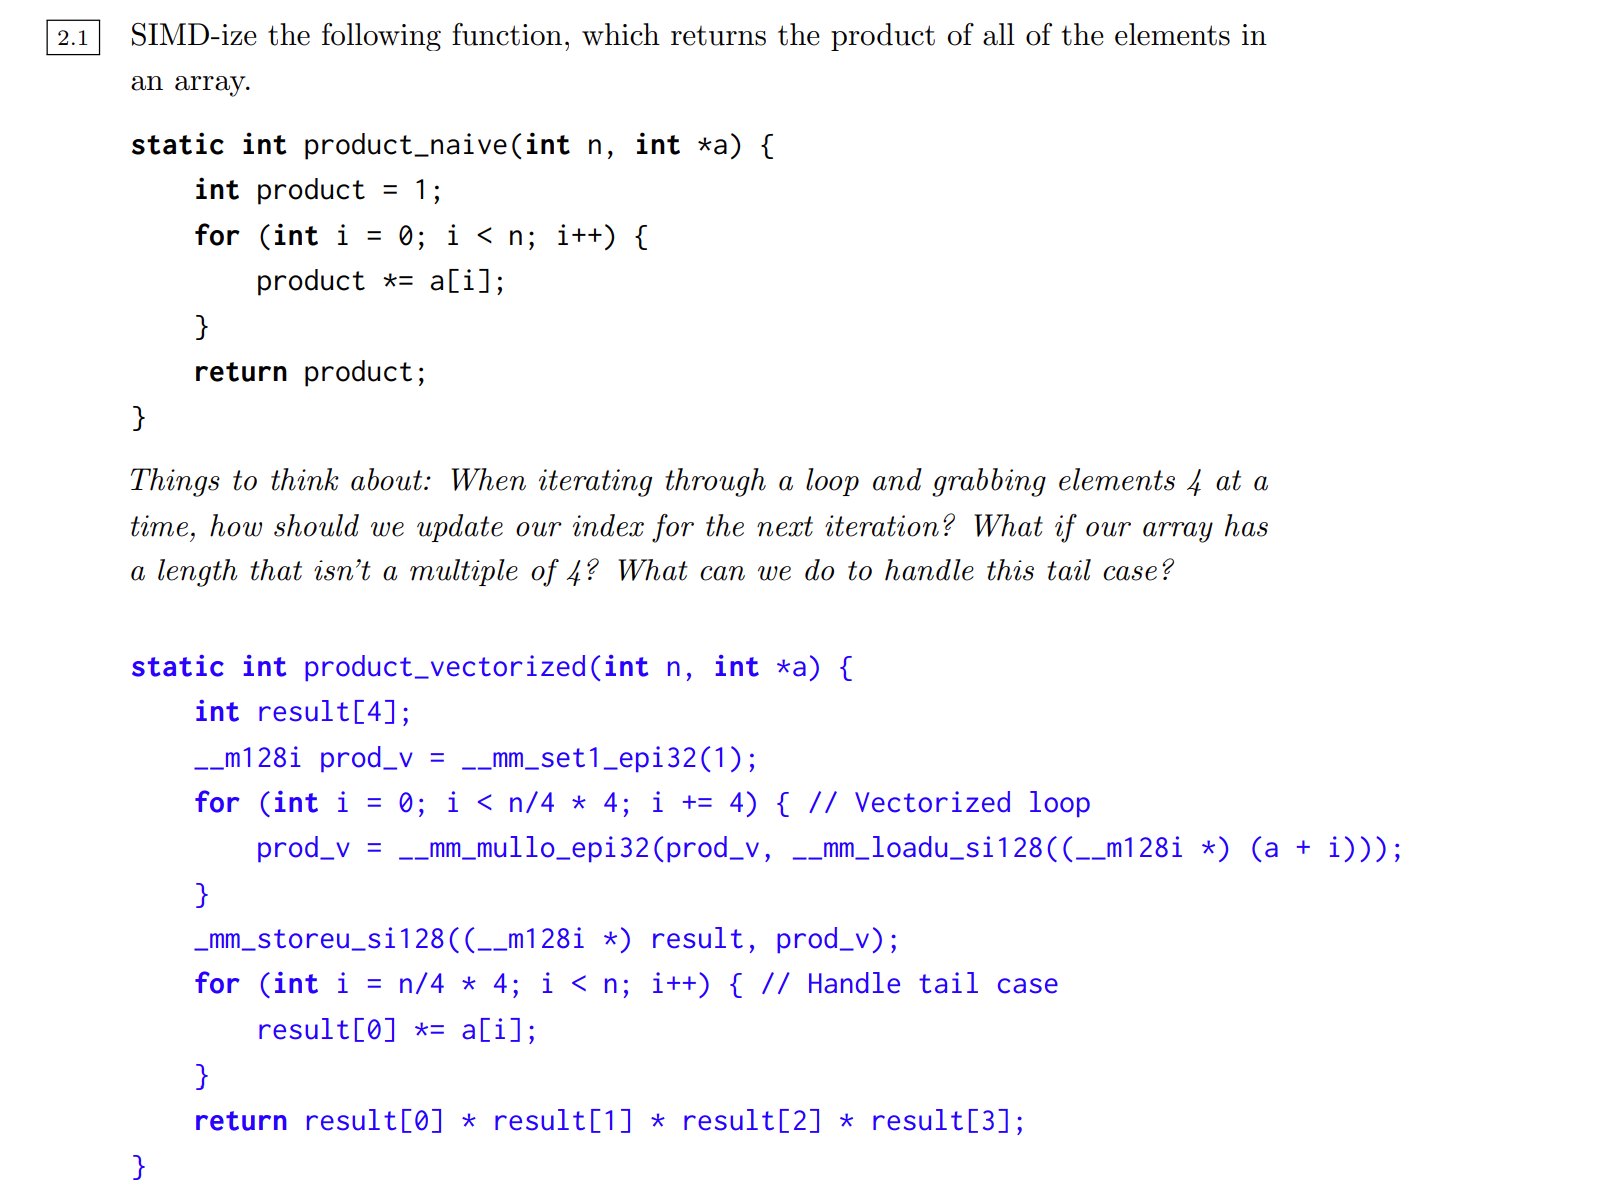 2.1 SIMD-ize the following function, which returns the product of all of the elements in
an array.
static int product_naive(int n, int *a) {
    int product = 1;
    for (int i = 0; i < n; i++) {
        product *= a[i];
    }
    return product;
}
Things to think about: When iterating through a loop and grabbing elements 4 at a
time, how should we update our index for the next iteration? What if our array has
a length that isn't a multiple of 4? What can we do to handle this tail case?
static int product_vectorized(int n, int *a) {
    int result[4];
    __m128i prod_v = __mm_set1_epi32(1);
    for (int i = 0; i < n/4 * 4; i += 4) { // Vectorized loop
        prod_v = __mm_mullo_epi32(prod_v, __mm_loadu_si128((__m128i *) (a + i)));
    }
    _mm_storeu_si128((__m128i *) result, prod_v);
    for (int i = n/4 * 4; i < n; i++) { // Handle tail case
        result[0] *= a[i];
    }
    return result[0] * result[1] * result[2] * result[3];
}